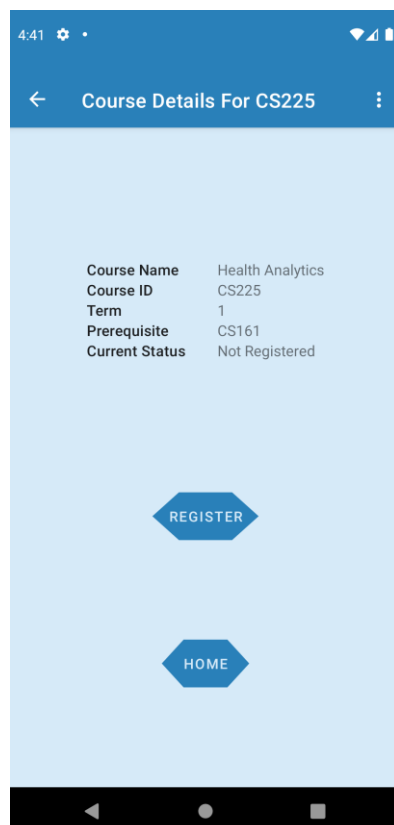 4:41
Course Details For CS225
Course Name Health Analytics
Course ID CS225
Term 1
Prerequisite CS161
Current Status Not Registered
REGISTER
HOME